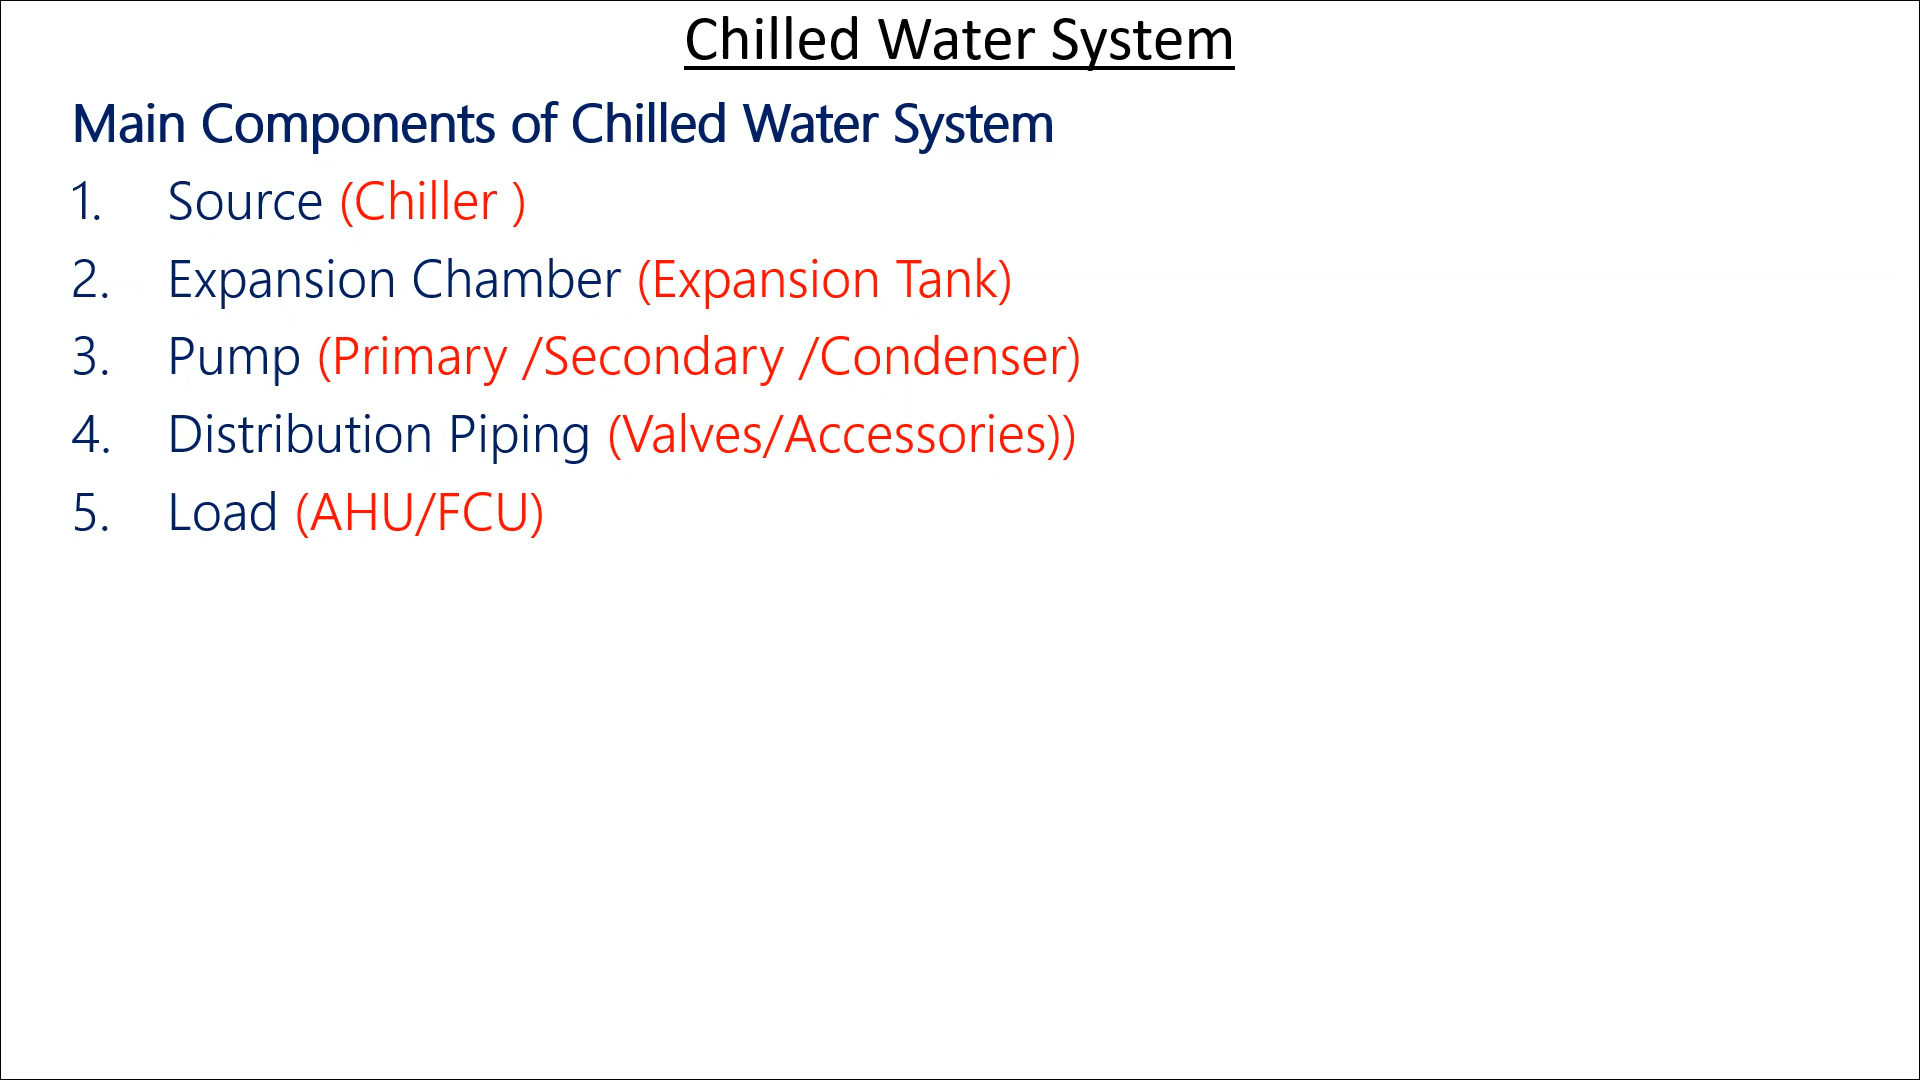 Chilled Water System
Main Components of Chilled Water System
1. Source (Chiller )
2. Expansion Chamber (Expansion Tank)
3. Pump (Primary /Secondary /Condenser)
4. Distribution Piping (Valves/Accessories))
5. Load (AHU/FCU)